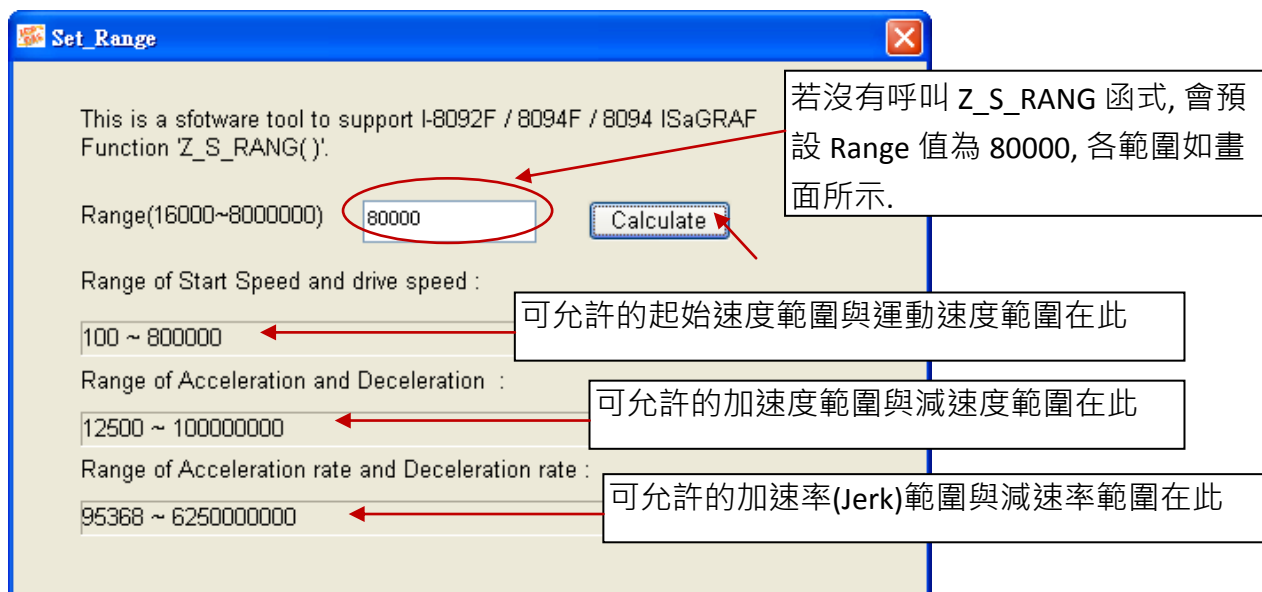 Set_Range
若沒有呼叫 Z_S_RANG 函式, 會預
設 Range 值為 80000, 各範圍如畫
面所示.
This is a sfotware tool to support I-8092F / 8094F / 8094 ISaGRAF
Function 'Z_S_RANG( )'.
Range(16000~8000000)
80000
Calculate
Range of Start Speed and drive speed :
可允許的起始速度範圍與運動速度範圍在此
100 ~ 800000
Range of Acceleration and Deceleration :
可允許的加速度範圍與減速度範圍在此
12500 ~ 100000000
Range of Acceleration rate and Deceleration rate :
可允許的加速率(Jerk)範圍與減速率範圍在此
95368 ~ 6250000000